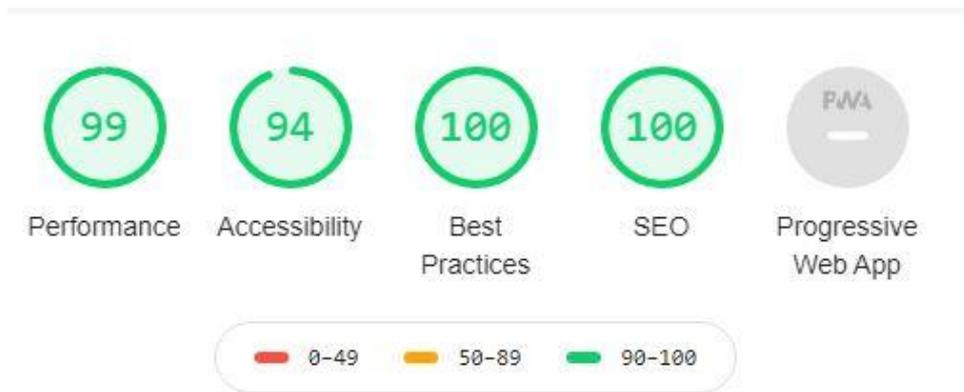 99
94
100
100
PWA
Performance
Accessibility
Best
Practices
SEO
Progressive
Web App
0–49
50–89
90–100